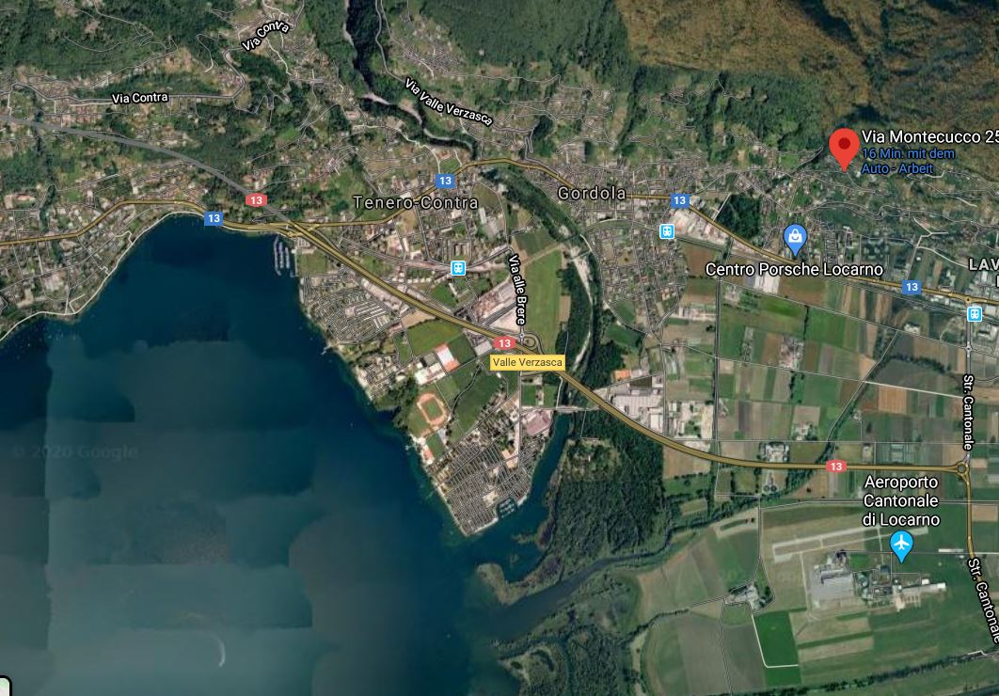 Via Contra
Via Contra
Via Valle Verzasca
Via Montecucco 25
16 Min. mit dem
Auto - Arbeit
13
13
13
13
Tenero-Contra
Gordola
Via alle Brere
Centro Porsche Locarno
13
LAV
13
Valle Verzasca
Str. Cantonale
© 2020 Google
13
Aeroporto
Cantonale
di Locarno
Str. Cantonale